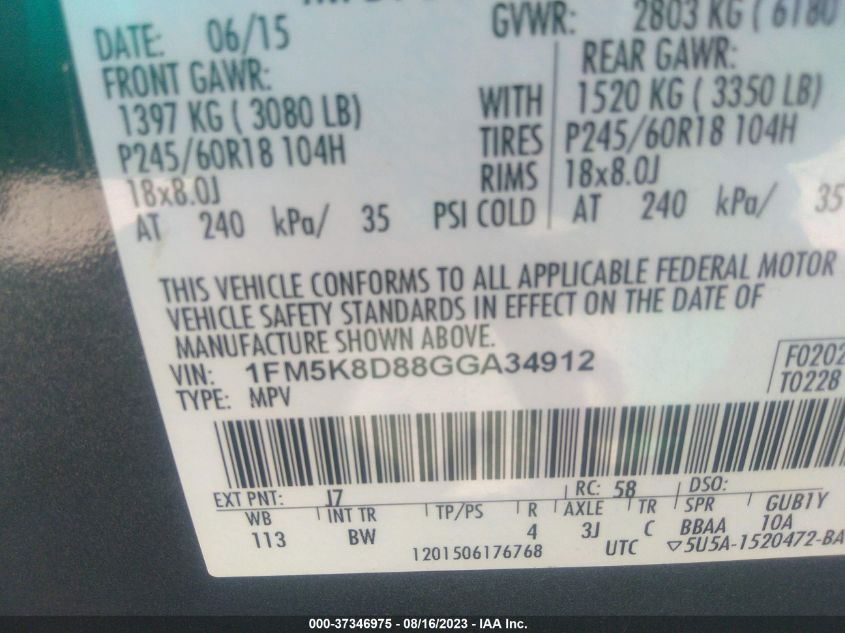 DATE: 06/15
GVWR: 2803 KG ( 6180
FRONT GAWR:
REAR GAWR:
1397 KG ( 3080 LB)
WITH 1520 KG ( 3350 LB)
P245/60R18 104H
TIRES P245/60R18 104H
18x8.0J
RIMS 18x8.0J
AT 240 kPa/ 35 PSI COLD AT 240 kPa/ 35
THIS VEHICLE CONFORMS TO ALL APPLICABLE FEDERAL MOTOR
VEHICLE SAFETY STANDARDS IN EFFECT ON THE DATE OF
MANUFACTURE SHOWN ABOVE.
VIN: 1FM5K8D88GGA34912
F0202
TYPE: MPV
T0228
EXT PNT: J7 RC: 58 DSO:
WB INT TR TP/PS R AXLE TR SPR GUB1Y
113 BW 4 3J C BBAA 10A
1201506176768 UTC ▽5U5A-1520472-BA
000-37346975 - 08/16/2023 - IAA Inc.